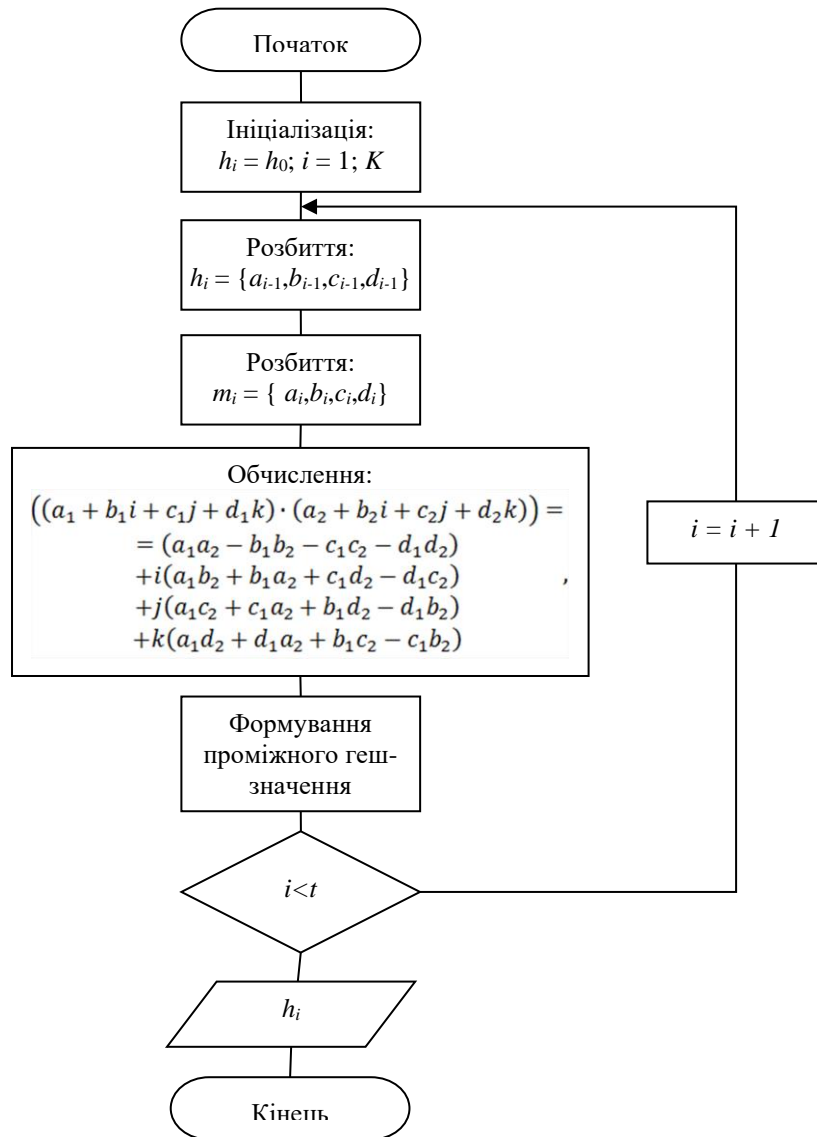 Початок
Ініціалізація:
hᵢ = h₀; i = 1; K
Розбиття:
hᵢ = {aᵢ₋₁,bᵢ₋₁,cᵢ₋₁,dᵢ₋₁}
Розбиття:
mᵢ = { aᵢ,bᵢ,cᵢ,dᵢ}
Обчислення:
((a₁ + b₁i + c₁j + d₁k) · (a₂ + b₂i + c₂j + d₂k)) =
= (a₁a₂ − b₁b₂ − c₁c₂ − d₁d₂)
+i(a₁b₂ + b₁a₂ + c₁d₂ − d₁c₂)
+j(a₁c₂ + c₁a₂ + b₁d₂ − d₁b₂) ,
+k(a₁d₂ + d₁a₂ + b₁c₂ − c₁b₂)
i = i + 1
Формування
проміжного геш-
значення
i<t
hᵢ
Кінець